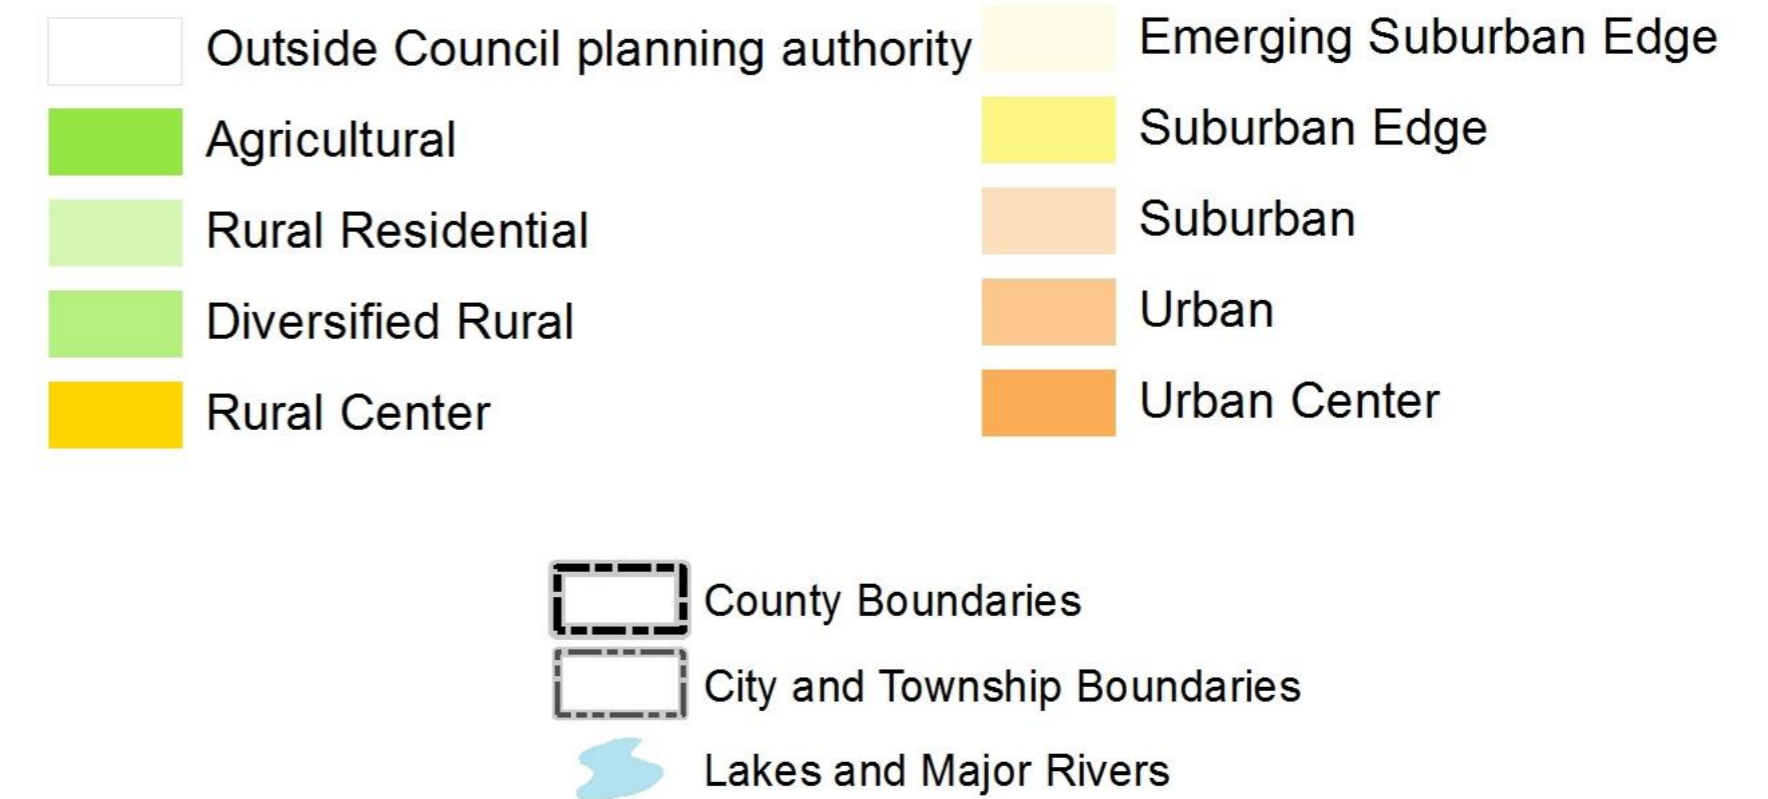 Outside Council planning authority
Agricultural
Rural Residential
Diversified Rural
Rural Center
Emerging Suburban Edge
Suburban Edge
Suburban
Urban
Urban Center
County Boundaries
City and Township Boundaries
Lakes and Major Rivers